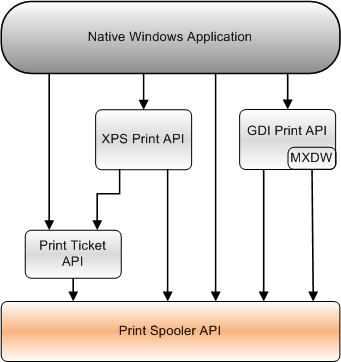 Native Windows Application
XPS Print API
GDI Print API
MXDW
Print Ticket
API
Print Spooler API